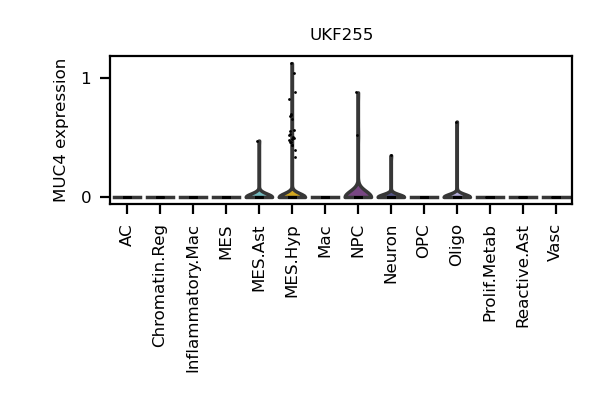 UKF255
MUC4 expression
1
0
AC
Chromatin.Reg
Inflammatory.Mac
MES
MES.Ast
MES.Hyp
Mac
NPC
Neuron
OPC
Oligo
Prolif.Metab
Reactive.Ast
Vasc